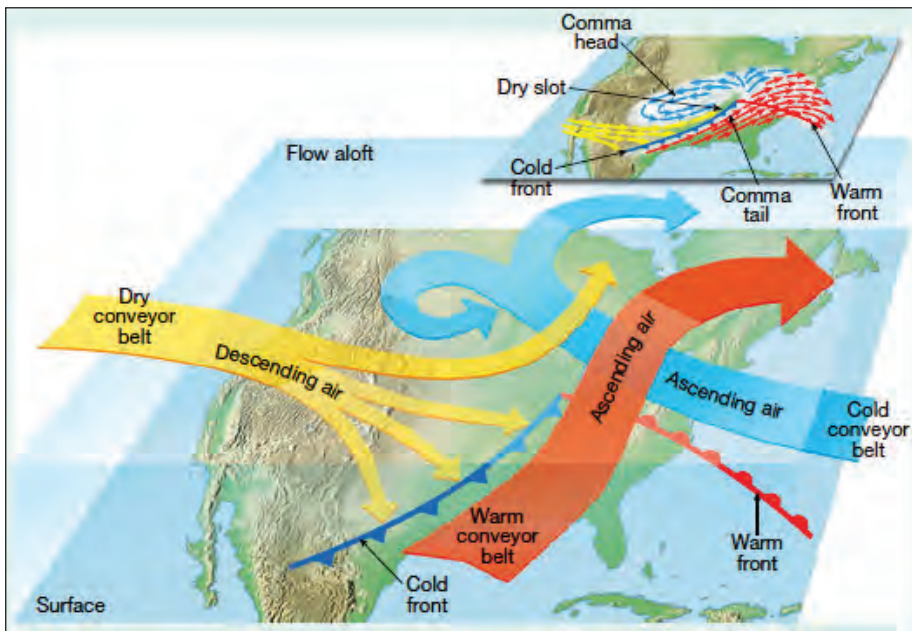 Comma
head
Dry slot
Cold
front
Comma
tail
Warm
front
Flow aloft
Dry
conveyor
belt
Descending air
Ascending air
Ascending air
Cold
conveyor
belt
Warm
conveyor
belt
Warm
front
Cold
front
Surface